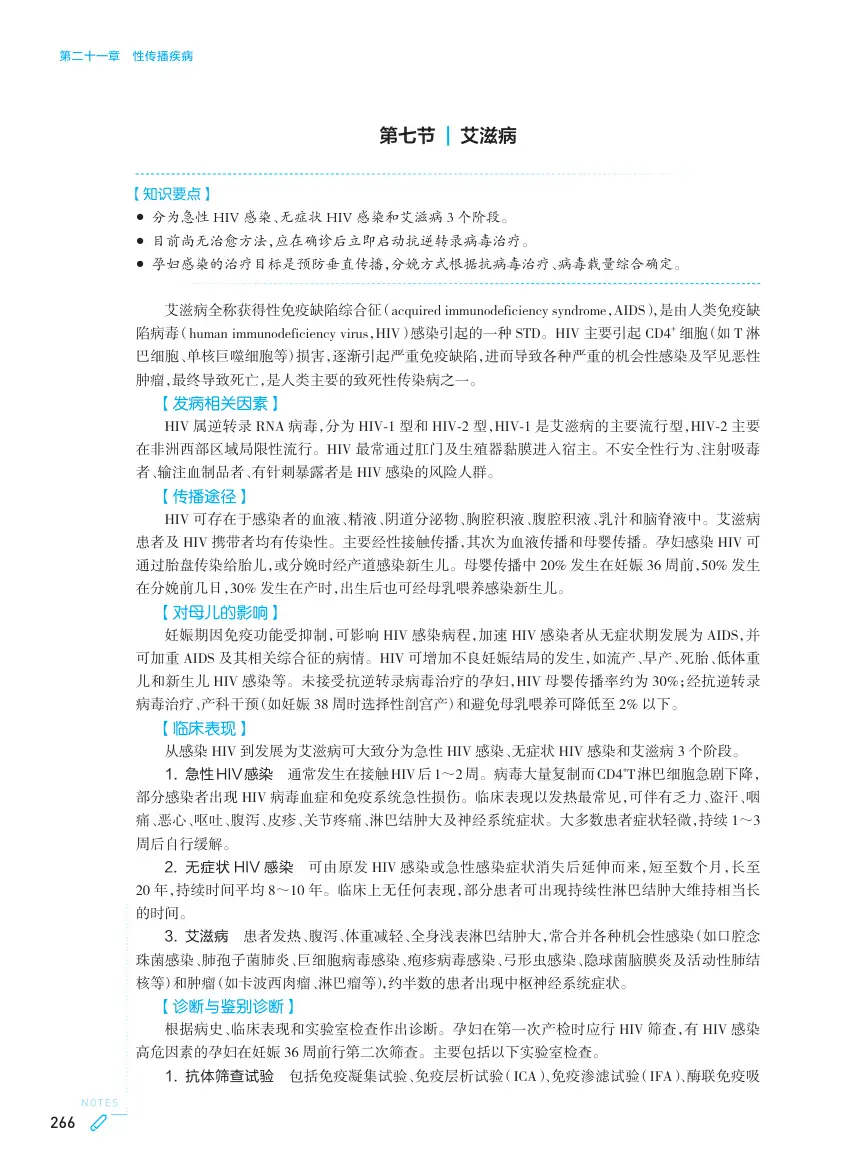 第二十一章　性传播疾病
第七节 | 艾滋病
【知识要点】
● 分为急性 HIV 感染、无症状 HIV 感染和艾滋病 3 个阶段。
● 目前尚无治愈方法,应在确诊后立即启动抗逆转录病毒治疗。
● 孕妇感染的治疗目标是预防垂直传播,分娩方式根据抗病毒治疗、病毒载量综合确定。
艾滋病全称获得性免疫缺陷综合征(acquired immunodeficiency syndrome,AIDS),是由人类免疫缺
陷病毒(human immunodeficiency virus,HIV)感染引起的一种 STD。HIV 主要引起 CD4⁺ 细胞(如 T 淋
巴细胞、单核巨噬细胞等)损害,逐渐引起严重免疫缺陷,进而导致各种严重的机会性感染及罕见恶性
肿瘤,最终导致死亡,是人类主要的致死性传染病之一。
【发病相关因素】
HIV 属逆转录 RNA 病毒,分为 HIV-1 型和 HIV-2 型,HIV-1 是艾滋病的主要流行型,HIV-2 主要
在非洲西部区域局限性流行。HIV 最常通过肛门及生殖器黏膜进入宿主。不安全性行为、注射吸毒
者、输注血制品者、有针刺暴露者是 HIV 感染的风险人群。
【传播途径】
HIV 可存在于感染者的血液、精液、阴道分泌物、胸腔积液、腹腔积液、乳汁和脑脊液中。艾滋病
患者及 HIV 携带者均有传染性。主要经性接触传播,其次为血液传播和母婴传播。孕妇感染 HIV 可
通过胎盘传染给胎儿,或分娩时经产道感染新生儿。母婴传播中 20% 发生在妊娠 36 周前,50% 发生
在分娩前几日,30% 发生在产时,出生后也可经母乳喂养感染新生儿。
【对母儿的影响】
妊娠期因免疫功能受抑制,可影响 HIV 感染病程,加速 HIV 感染者从无症状期发展为 AIDS,并
可加重 AIDS 及其相关综合征的病情。HIV 可增加不良妊娠结局的发生,如流产、早产、死胎、低体重
儿和新生儿 HIV 感染等。未接受抗逆转录病毒治疗的孕妇,HIV 母婴传播率约为 30%;经抗逆转录
病毒治疗、产科干预(如妊娠 38 周时选择性剖宫产)和避免母乳喂养可降低至 2% 以下。
【临床表现】
从感染 HIV 到发展为艾滋病可大致分为急性 HIV 感染、无症状 HIV 感染和艾滋病 3 个阶段。
1. 急性HIV感染　通常发生在接触HIV后1～2周。病毒大量复制而CD4⁺T淋巴细胞急剧下降,
部分感染者出现 HIV 病毒血症和免疫系统急性损伤。临床表现以发热最常见,可伴有乏力、盗汗、咽
痛、恶心、呕吐、腹泻、皮疹、关节疼痛、淋巴结肿大及神经系统症状。大多数患者症状轻微,持续 1～3
周后自行缓解。
2. 无症状 HIV 感染　可由原发 HIV 感染或急性感染症状消失后延伸而来,短至数个月,长至
20 年,持续时间平均 8～10 年。临床上无任何表现,部分患者可出现持续性淋巴结肿大维持相当长
的时间。
3. 艾滋病　患者发热、腹泻、体重减轻、全身浅表淋巴结肿大,常合并各种机会性感染(如口腔念
珠菌感染、肺孢子菌肺炎、巨细胞病毒感染、疱疹病毒感染、弓形虫感染、隐球菌脑膜炎及活动性肺结
核等)和肿瘤(如卡波西肉瘤、淋巴瘤等),约半数的患者出现中枢神经系统症状。
【诊断与鉴别诊断】
根据病史、临床表现和实验室检查作出诊断。孕妇在第一次产检时应行 HIV 筛查,有 HIV 感染
高危因素的孕妇在妊娠 36 周前行第二次筛查。主要包括以下实验室检查。
1. 抗体筛查试验　包括免疫凝集试验、免疫层析试验(ICA)、免疫渗滤试验(IFA)、酶联免疫吸
NOTES
266